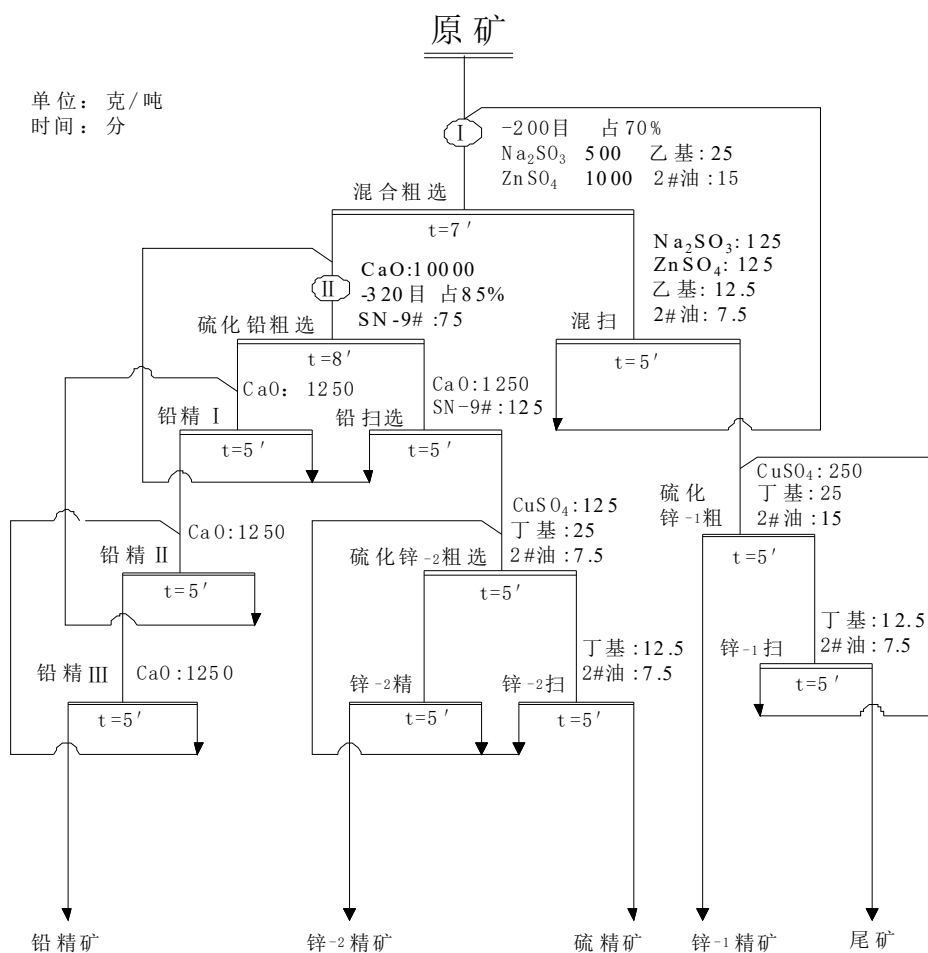 原矿
单位：克/吨
时间：分
Ⅰ
-200目 占70%
Na₂SO₃ 500 乙基:25
ZnSO₄ 1000 2#油:15
混合粗选
t=7′
Na₂SO₃:125
ZnSO₄:125
乙基:12.5
2#油:7.5
Ⅱ
CaO:10000
-320目 占85%
SN-9#:75
硫化铅粗选
t=8′
混扫
t=5′
CaO： 1250
CaO:1250
SN-9#:125
铅精 Ⅰ
t=5′
铅扫选
t=5′
CuSO₄:250
丁基:25
2#油:15
硫化
锌-1粗
t=5′
CuSO₄:125
丁基:25
2#油:7.5
CaO:1250
铅精Ⅱ
t=5′
硫化锌-2粗选
t=5′
丁基:12.5
2#油:7.5
锌-1扫
t=5′
丁基:12.5
2#油:7.5
铅精Ⅲ
CaO:1250
t=5′
锌-2精
t=5′
锌-2扫
t=5′
铅精矿
锌-2精矿
硫精矿
锌-1精矿
尾矿